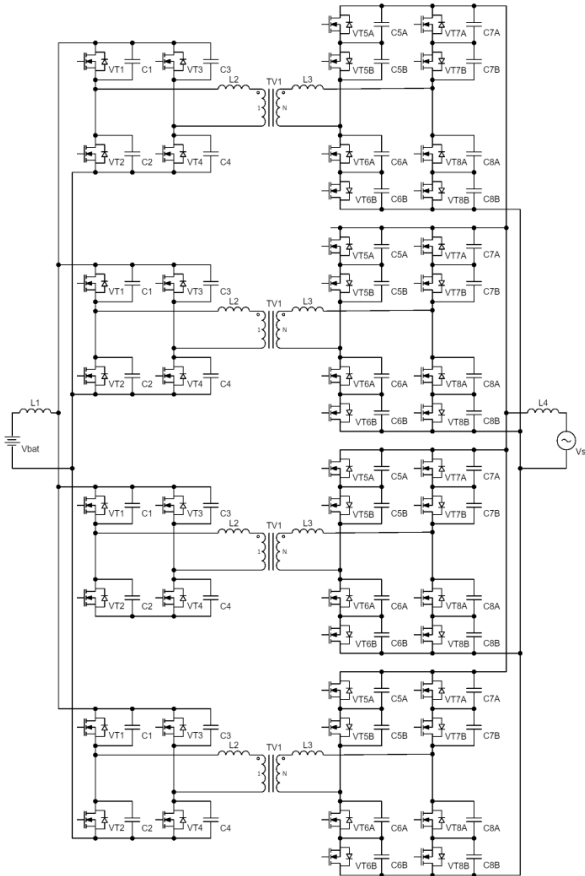 VT5A C5A VT7A C7A
VT1 C1 VT3 C3 VT5B C5B VT7B C7B
L2 TV1 L3
1 N
VT2 C2 VT4 C4 VT6A C6A VT8A C8A
VT6B C6B VT8B C8B
VT5A C5A VT7A C7A
VT1 C1 VT3 C3 VT5B C5B VT7B C7B
L2 TV1 L3
1 N
VT2 C2 VT4 C4 VT6A C6A VT8A C8A
L1 VT6B C6B VT8B C8B L4
Vbat Vs
VT5A C5A VT7A C7A
VT1 C1 VT3 C3 VT5B C5B VT7B C7B
L2 TV1 L3
1 N
VT2 C2 VT4 C4 VT6A C6A VT8A C8A
VT6B C6B VT8B C8B
VT5A C5A VT7A C7A
VT1 C1 VT3 C3 VT5B C5B VT7B C7B
L2 TV1 L3
1 N
VT2 C2 VT4 C4 VT6A C6A VT8A C8A
VT6B C6B VT8B C8B